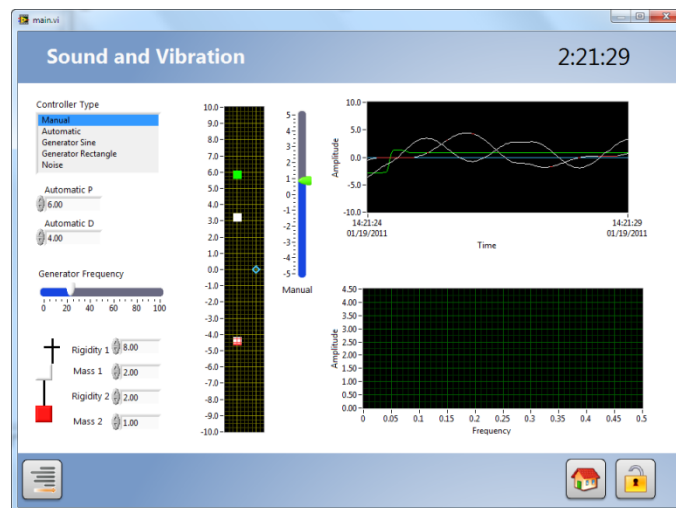 main.vi
Sound and Vibration
2:21:29
Controller Type
Manual
Automatic
Generator Sine
Generator Rectangle
Noise
Automatic P
6.00
Automatic D
4.00
Generator Frequency
0 20 40 60 80 100
Rigidity 1 8.00
Mass 1 2.00
Rigidity 2 2.00
Mass 2 1.00
10.0
9.0
8.0
7.0
6.0
5.0
4.0
3.0
2.0
1.0
0.0
-1.0
-2.0
-3.0
-4.0
-5.0
-6.0
-7.0
-8.0
-9.0
-10.0
5
4
3
2
1
0
-1
-2
-3
-4
-5
Manual
Amplitude
10.0
5.0
0.0
-5.0
-10.0
14:21:24 14:21:29
01/19/2011 01/19/2011
Time
Amplitude
4.50
4.00
3.50
3.00
2.50
2.00
1.50
1.00
0.50
0.00
0 0.05 0.1 0.15 0.2 0.25 0.3 0.35 0.4 0.45 0.5
Frequency